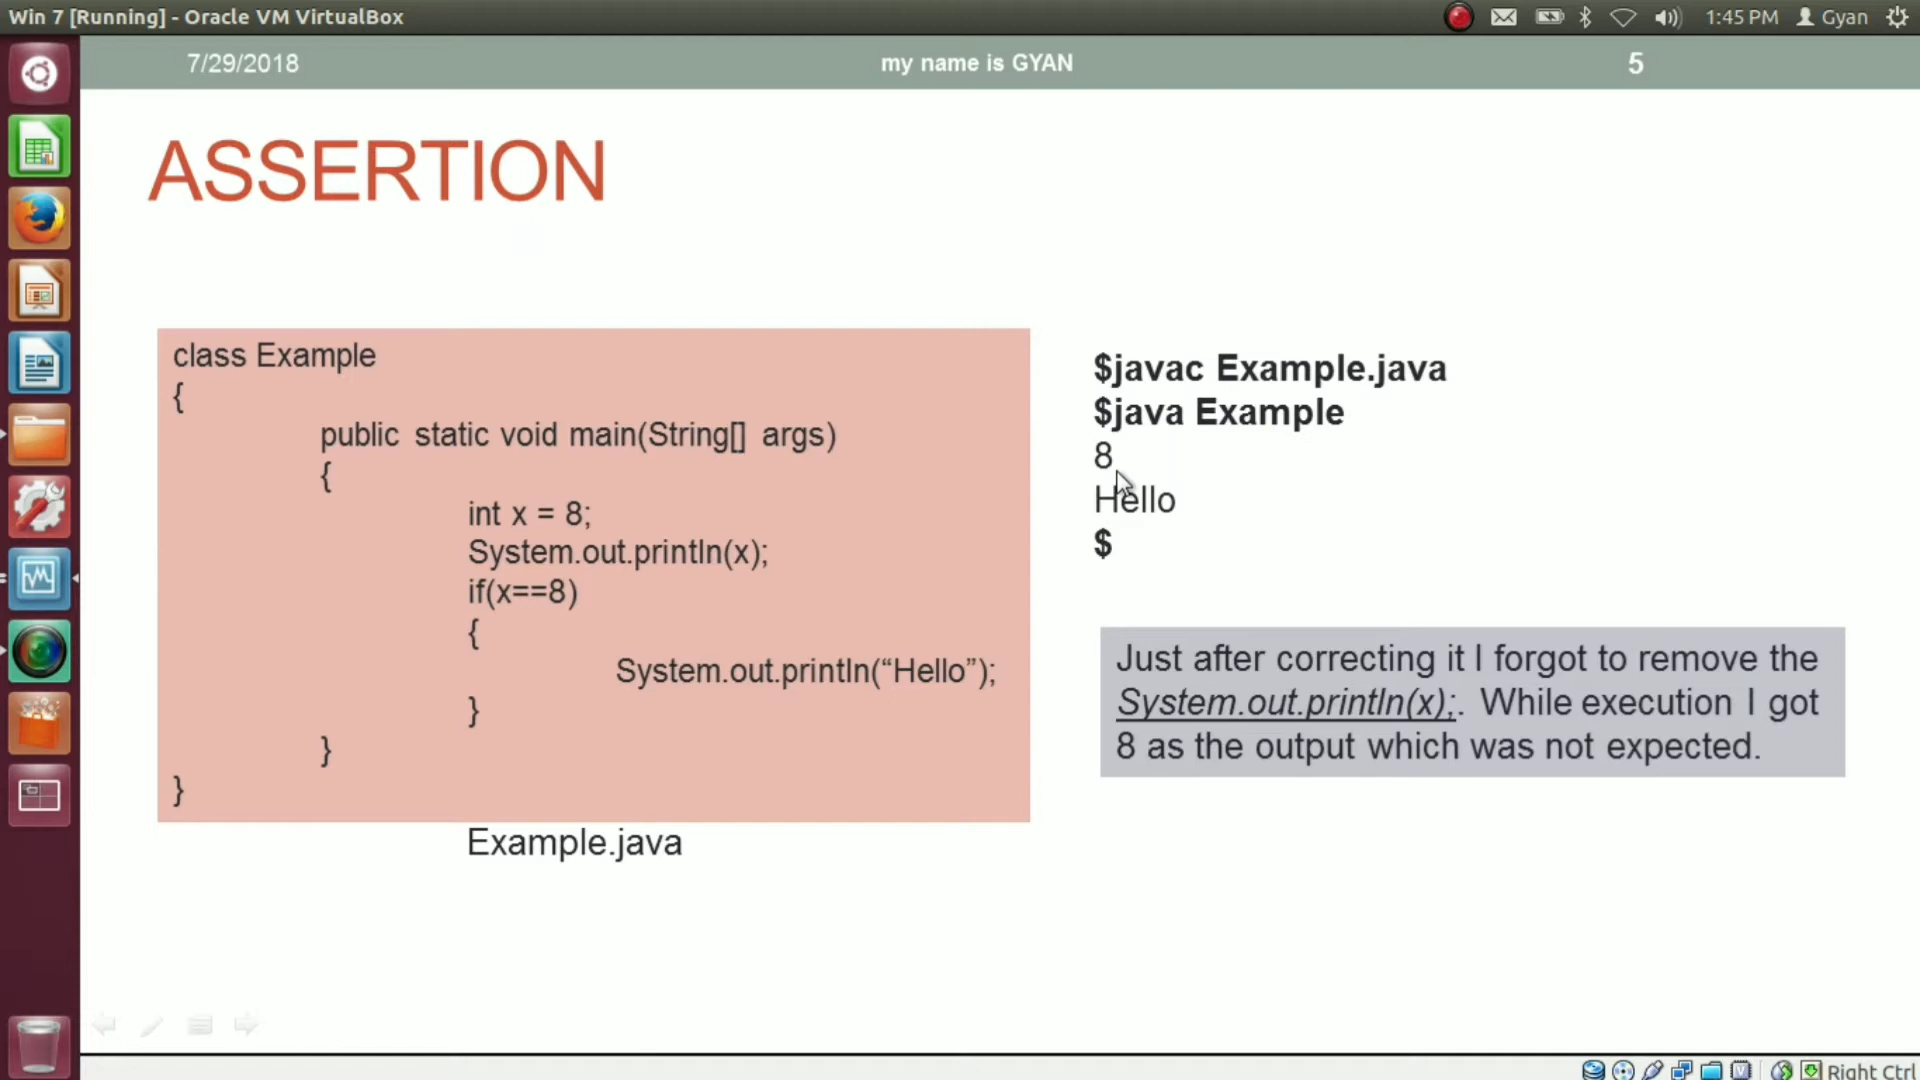 Win 7 [Running] - Oracle VM VirtualBox
1:45 PM
Gyan
7/29/2018
my name is GYAN
5
ASSERTION
class Example
{
public static void main(String[] args)
{
int x = 8;
System.out.println(x);
if(x==8)
{
System.out.println(“Hello”);
}
}
}
Example.java
$javac Example.java
$java Example
8
Hello
$
Just after correcting it I forgot to remove the
System.out.println(x);. While execution I got
8 as the output which was not expected.
Right Ctrl